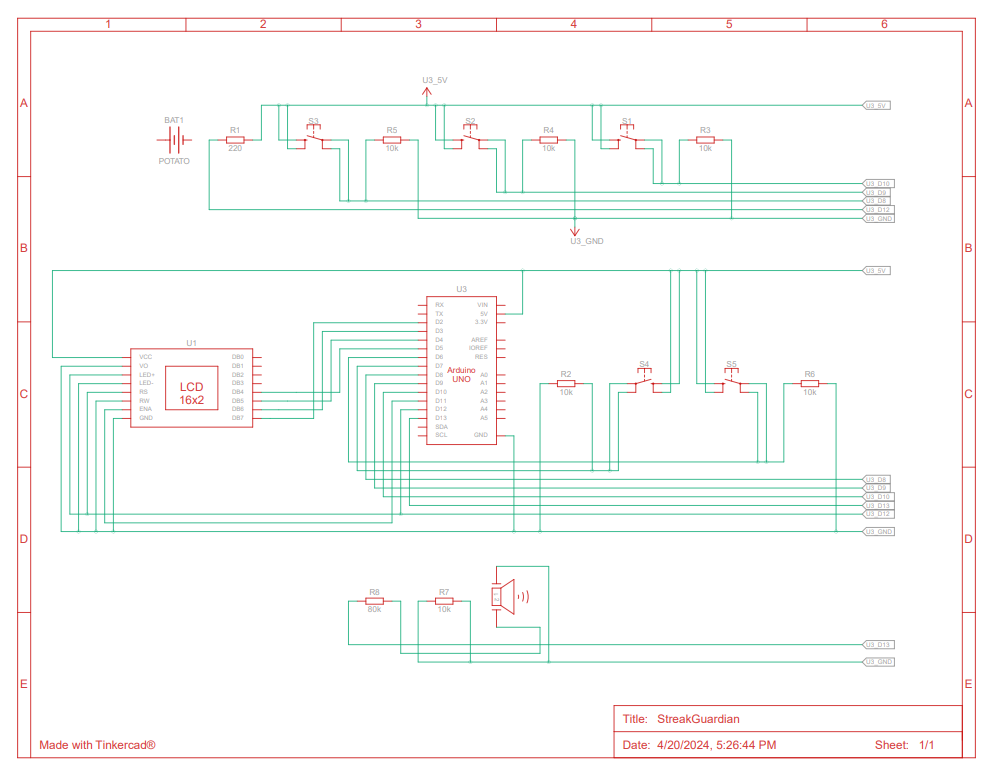 1 2 3 4 5 6
U3_5V
A A
U3_5V
BAT1
POTATO
R1
220
S3
R5
10k
S2
R4
10k
S1
R3
10k
U3_D10
U3_D9
U3_D8
U3_D12
U3_GND
U3_GND
B B
U3_5V
U3
RX VIN
TX 5V
D2 3.3V
D3
D4 AREF
D5 IOREF
D6 RES
D7
D8 A0
D9 A1
D10 A2
D11 A3
D12 A4
D13 A5
SDA
SCL GND
Arduino
UNO
U1
VCC DB0
VO DB1
LED+ DB2
LED- DB3
RS DB4
RW DB5
ENA DB6
GND DB7
LCD
16x2
C C
R2
10k
S4
S5
R6
10k
U3_D8
U3_D9
U3_D10
U3_D13
U3_D12
U3_GND
D D
R8
80k
R7
10k
U3_D13
U3_GND
E E
Title: StreakGuardian
Made with Tinkercad®
Date: 4/20/2024, 5:26:44 PM Sheet: 1/1